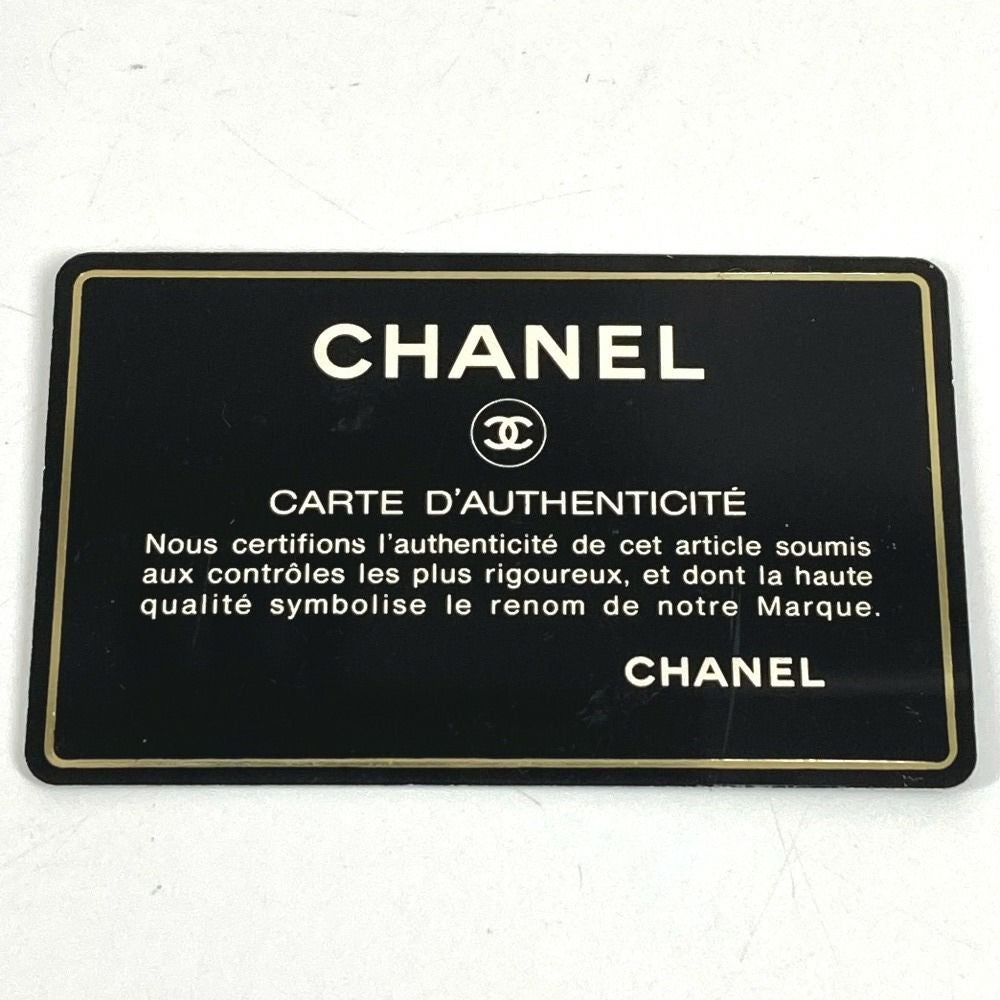 CHANEL
CARTE D'AUTHENTICITÉ
Nous certifions l'authenticité de cet article soumis
aux contrôles les plus rigoureux, et dont la haute
qualité symbolise le renom de notre Marque.
CHANEL